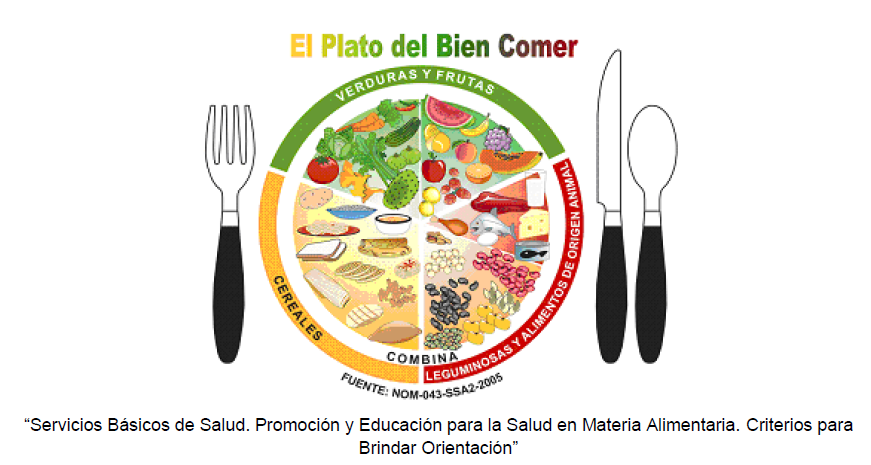 El Plato del Bien Comer
VERDURAS Y FRUTAS
CEREALES
LEGUMINOSAS Y ALIMENTOS DE ORIGEN ANIMAL
COMBINA
FUENTE: NOM-043-SSA2-2005
“Servicios Básicos de Salud. Promoción y Educación para la Salud en Materia Alimentaria. Criterios para
Brindar Orientación”